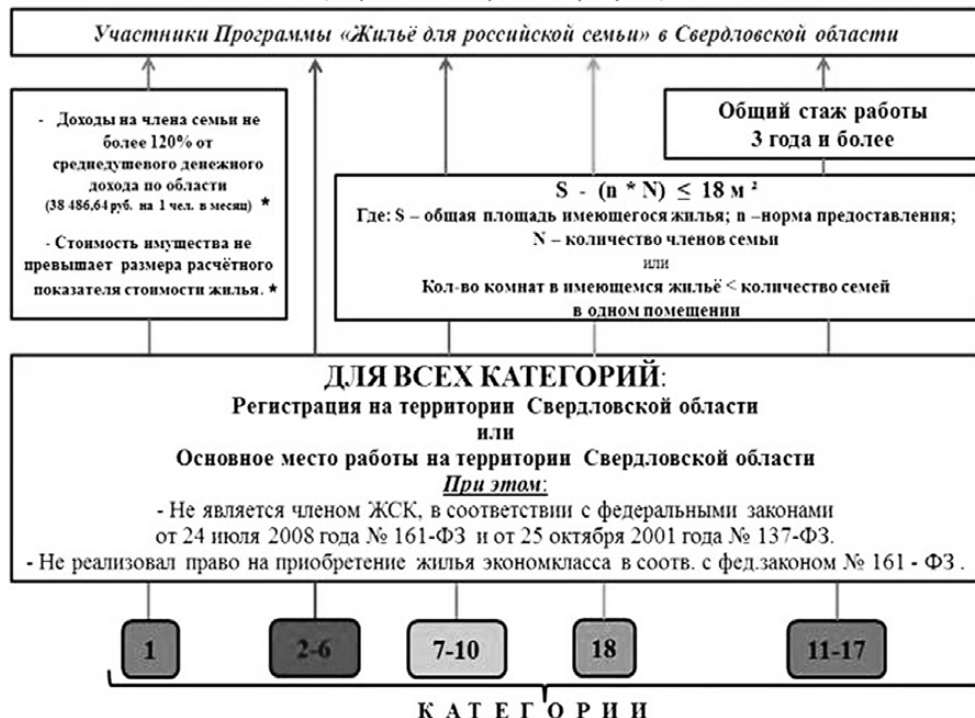 Участники Программы «Жильё для российской семьи» в Свердловской области
- Доходы на члена семьи не
более 120% от
среднедушевого денежного
дохода по области
(38 486,64 руб. на 1 чел. в месяц) *
- Стоимость имущества не
превышает размера расчётного
показателя стоимости жилья. *
Общий стаж работы
3 года и более
S - (n * N) ≤ 18 м ²
Где: S – общая площадь имеющегося жилья; n –норма предоставления;
N – количество членов семьи
или
Кол-во комнат в имеющемся жильё < количество семей
в одном помещении
ДЛЯ ВСЕХ КАТЕГОРИЙ:
Регистрация на территории Свердловской области
или
Основное место работы на территории Свердловской области
При этом:
- Не является членом ЖСК, в соответствии с федеральными законами
от 24 июля 2008 года № 161-ФЗ и от 25 октября 2001 года № 137-ФЗ.
- Не реализовал право на приобретение жилья экономкласса в соотв. с фед.законом № 161 - ФЗ .
1
2-6
7-10
18
11-17
К А Т Е Г О Р И И